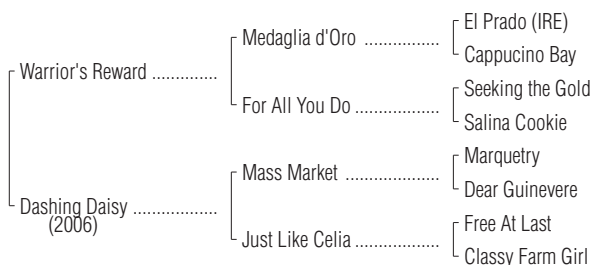 El Prado (IRE)
Medaglia d'Oro ................
Cappucino Bay
Warrior's Reward .............
Seeking the Gold
For All You Do ..................
Salina Cookie
Marquetry
Mass Market ....................
Dear Guinevere
Dashing Daisy .................
(2006)
Free At Last
Just Like Celia ..................
Classy Farm Girl